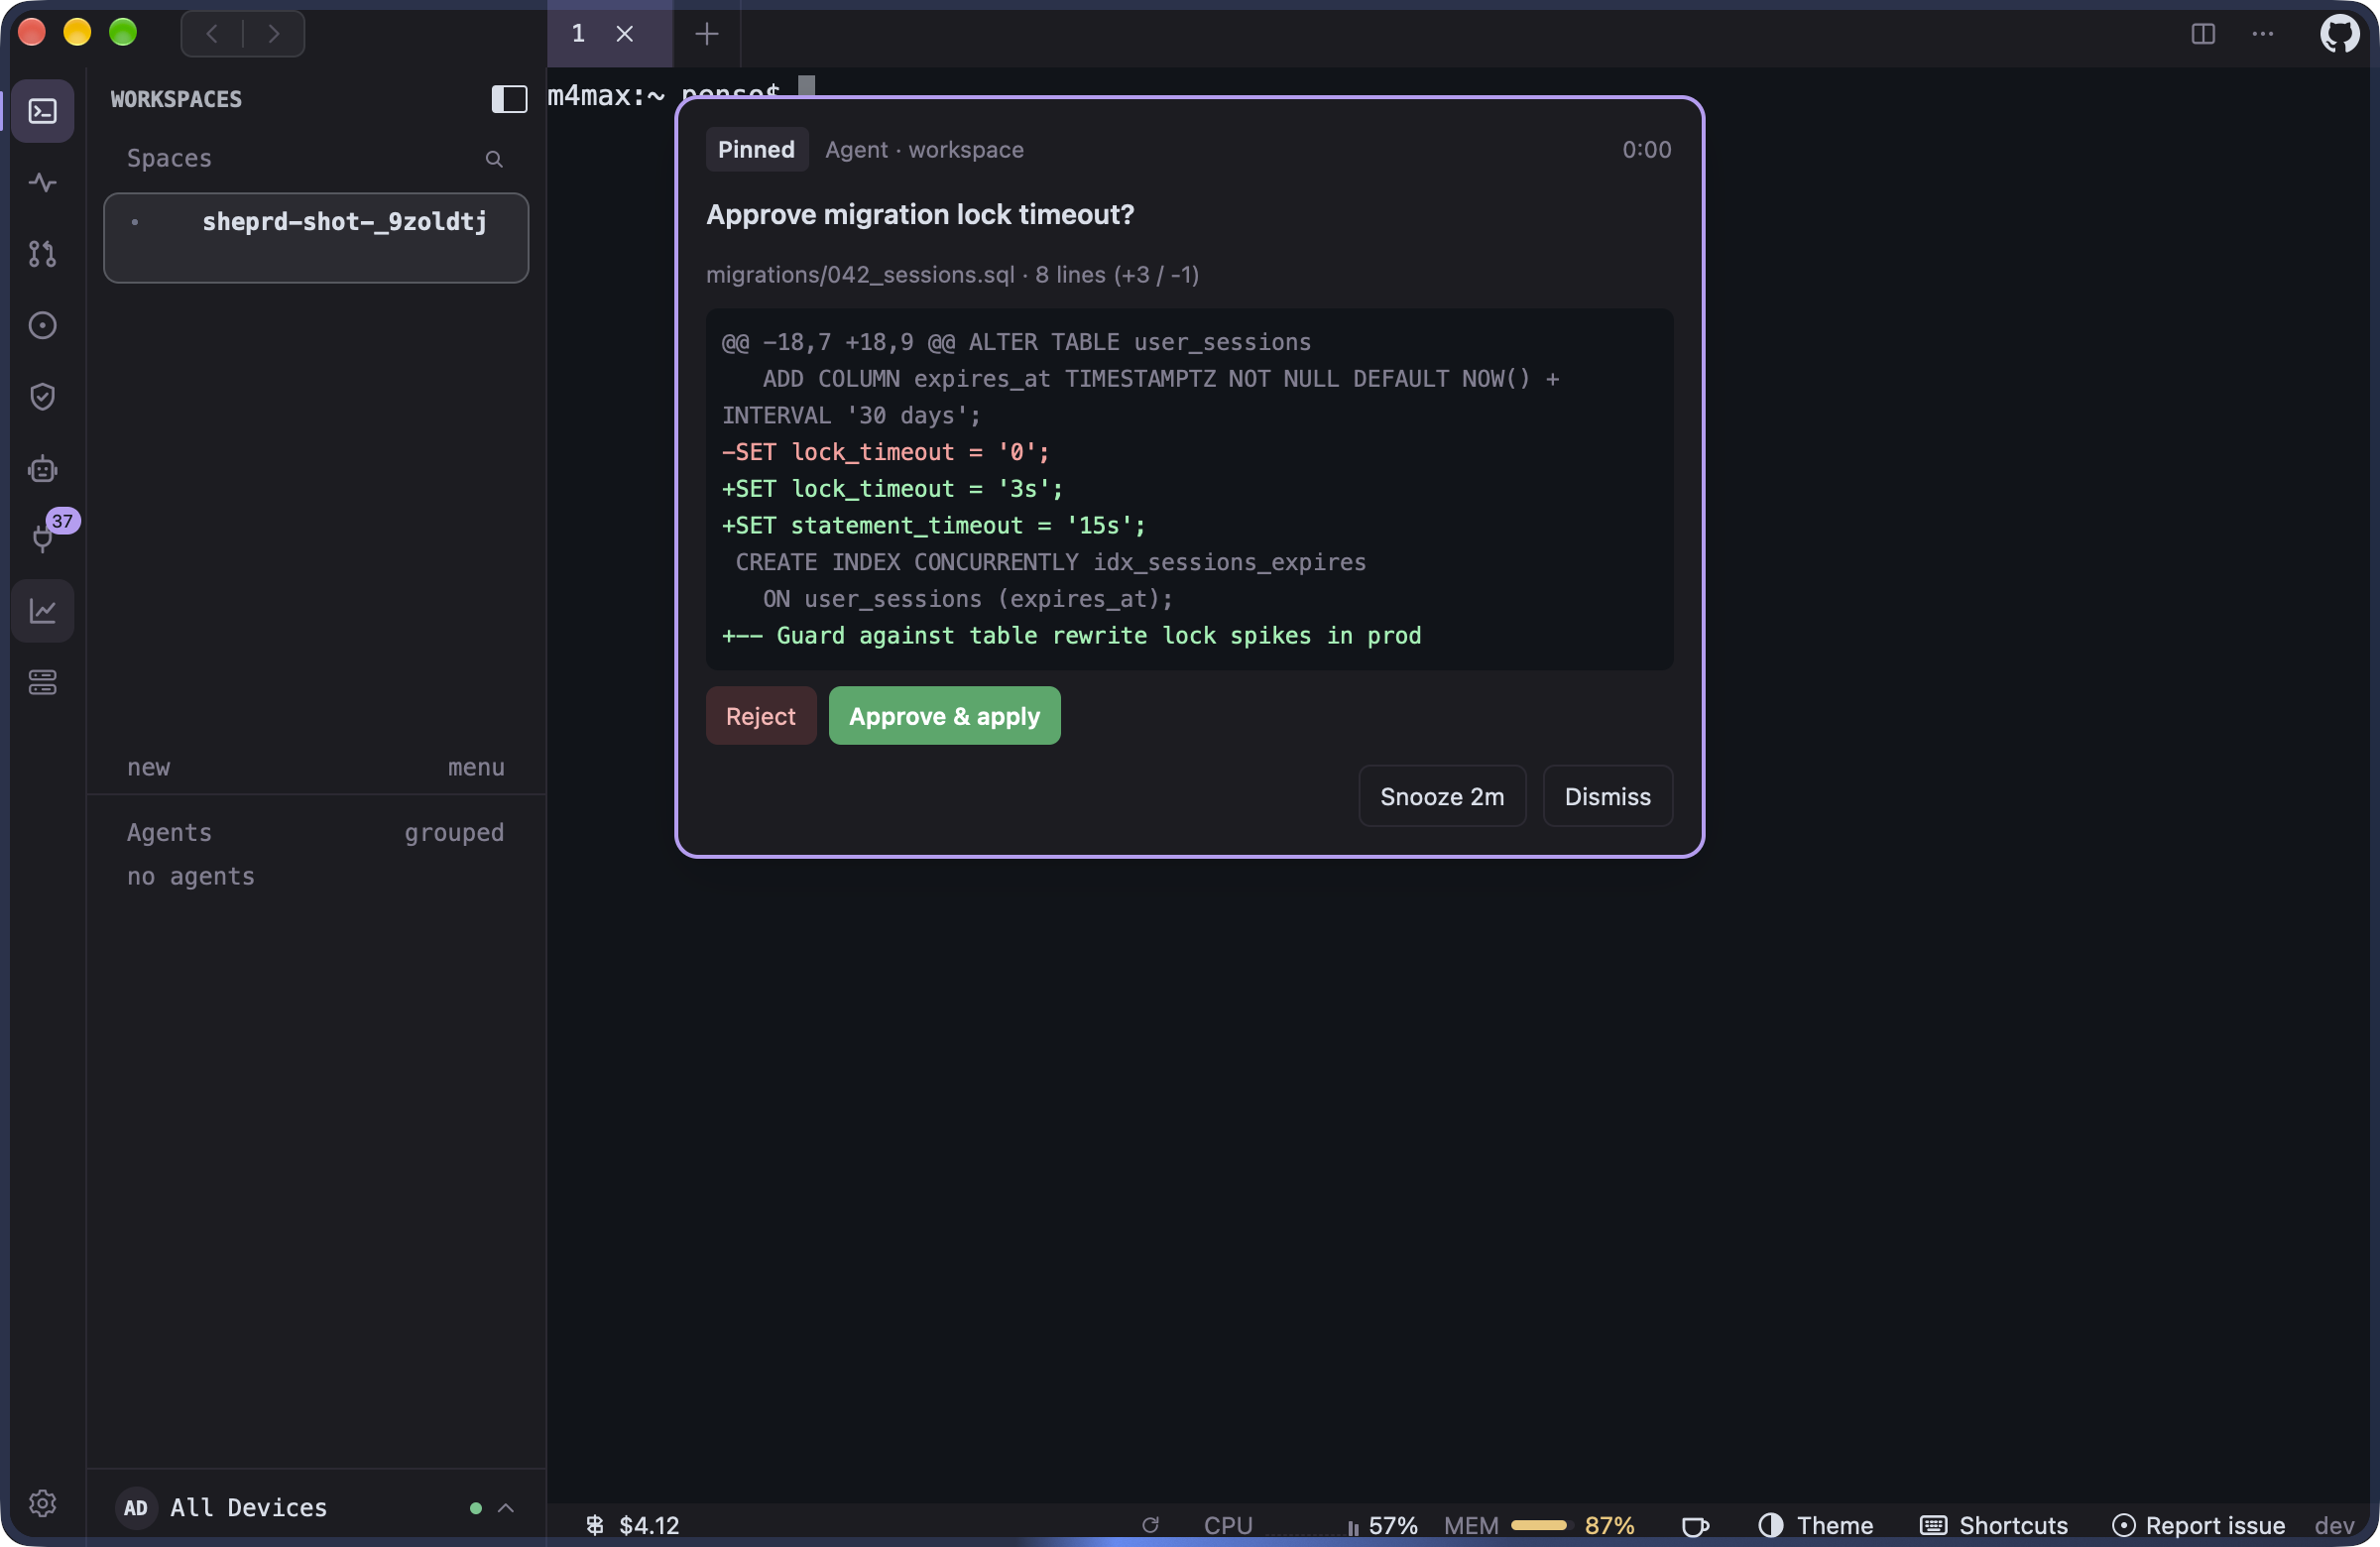 1
WORKSPACES
m4max:~ penso$
Spaces
sheprd-shot-_9zoldtj
37
new menu
Agents grouped
no agents
AD All Devices
Pinned Agent · workspace 0:00
Approve migration lock timeout?
migrations/042_sessions.sql · 8 lines (+3 / -1)
@@ -18,7 +18,9 @@ ALTER TABLE user_sessions
ADD COLUMN expires_at TIMESTAMPTZ NOT NULL DEFAULT NOW() +
INTERVAL '30 days';
-SET lock_timeout = '0';
+SET lock_timeout = '3s';
+SET statement_timeout = '15s';
CREATE INDEX CONCURRENTLY idx_sessions_expires
ON user_sessions (expires_at);
+-- Guard against table rewrite lock spikes in prod
Reject Approve & apply
Snooze 2m Dismiss
$4.12 CPU 57% MEM 87% Theme Shortcuts Report issue dev